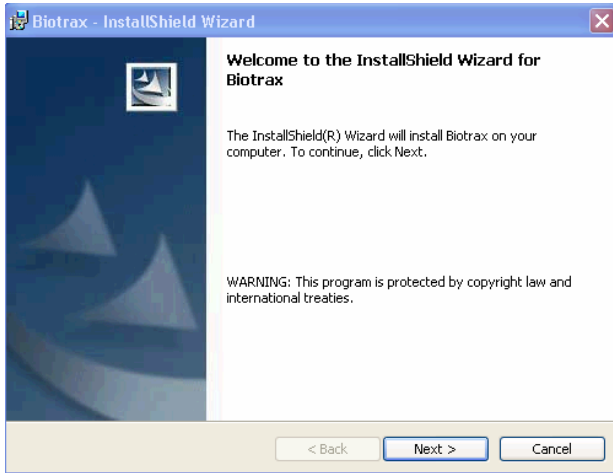 Biotrax - InstallShield Wizard
Welcome to the InstallShield Wizard for
Biotrax
The InstallShield(R) Wizard will install Biotrax on your
computer. To continue, click Next.
WARNING: This program is protected by copyright law and
international treaties.
< Back Next > Cancel